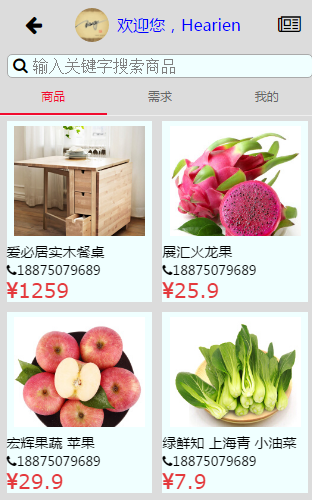 欢迎您，Hearien
输入关键字搜索商品
商品 需求 我的
爱必居实木餐桌
18875079689
¥1259
展汇火龙果
18875079689
¥25.9
宏辉果蔬 苹果
18875079689
¥29.9
绿鲜知 上海青 小油菜
18875079689
¥7.9